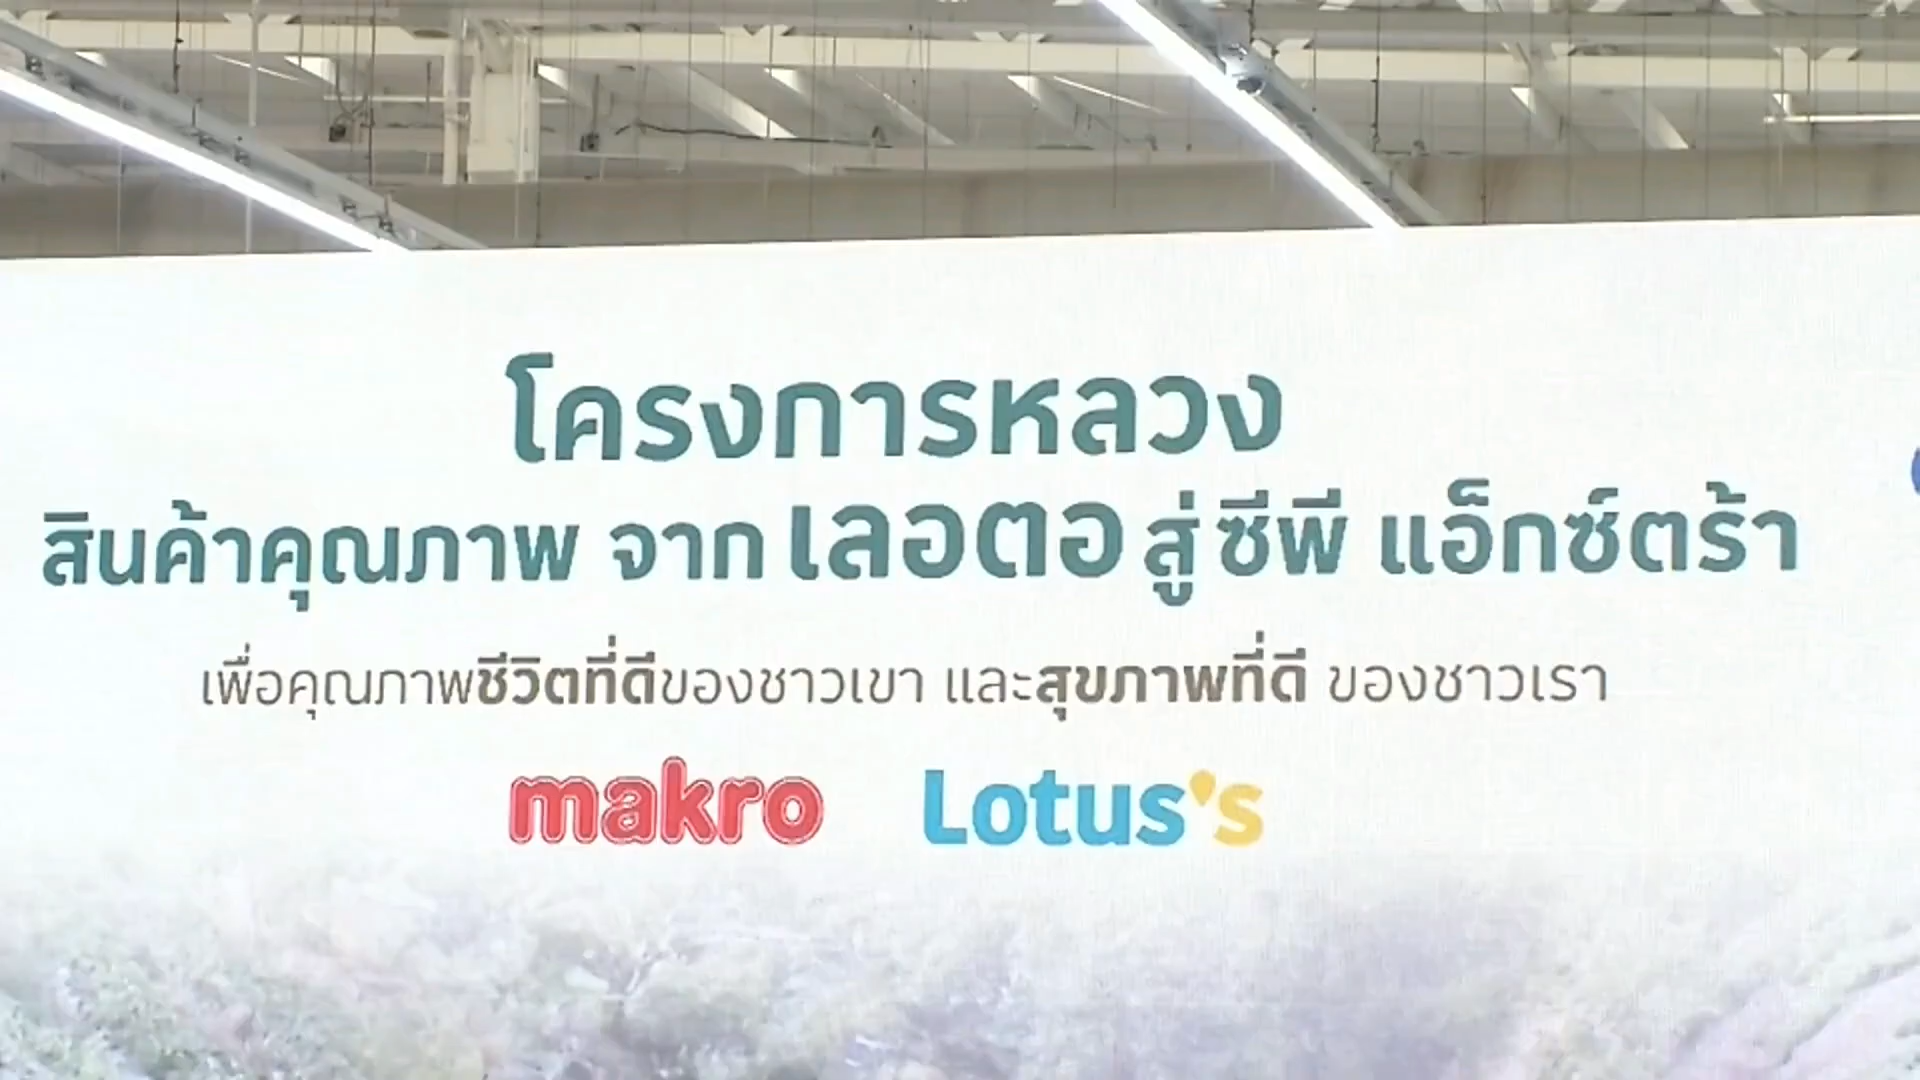 โครงการหลวง
สินค้าคุณภาพ จาก เลอตอ สู่ ซีพี แอ็กซ์ตร้า
เพื่อคุณภาพชีวิตที่ดีของชาวเขา และสุขภาพที่ดี ของชาวเรา
makro Lotus's